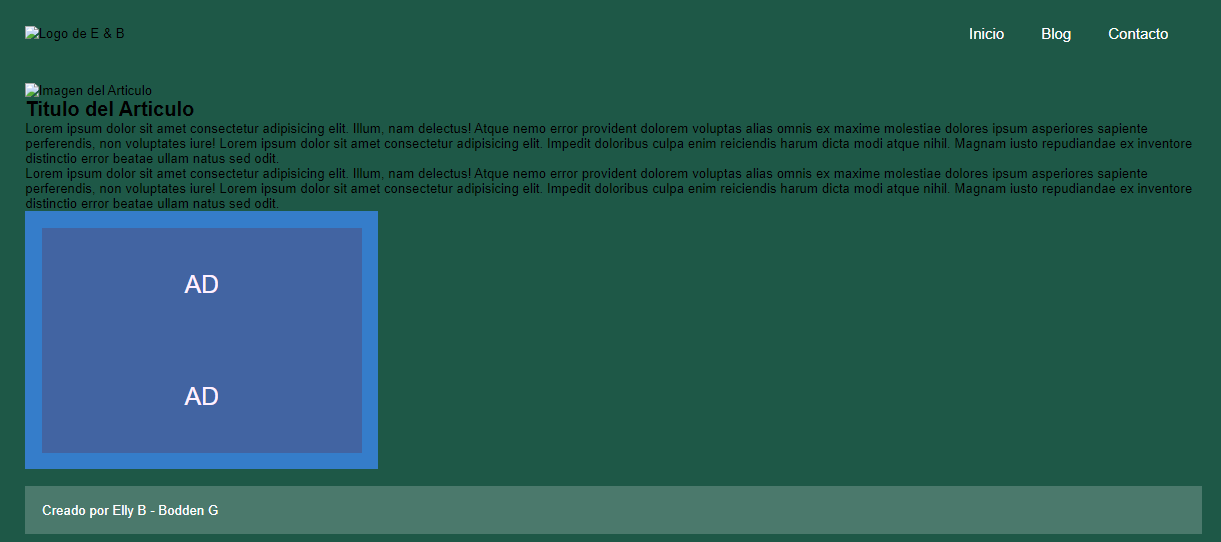 Logo de E & B
Inicio Blog Contacto
Imagen del Articulo
Titulo del Articulo
Lorem ipsum dolor sit amet consectetur adipisicing elit. Illum, nam delectus! Atque nemo error provident dolorem voluptas alias omnis ex maxime molestiae dolores ipsum asperiores sapiente
perferendis, non voluptates iure! Lorem ipsum dolor sit amet consectetur adipisicing elit. Impedit doloribus culpa enim reiciendis harum dicta modi atque nihil. Magnam iusto repudiandae ex inventore
distinctio error beatae ullam natus sed odit.
Lorem ipsum dolor sit amet consectetur adipisicing elit. Illum, nam delectus! Atque nemo error provident dolorem voluptas alias omnis ex maxime molestiae dolores ipsum asperiores sapiente
perferendis, non voluptates iure! Lorem ipsum dolor sit amet consectetur adipisicing elit. Impedit doloribus culpa enim reiciendis harum dicta modi atque nihil. Magnam iusto repudiandae ex inventore
distinctio error beatae ullam natus sed odit.
AD
AD
Creado por Elly B - Bodden G